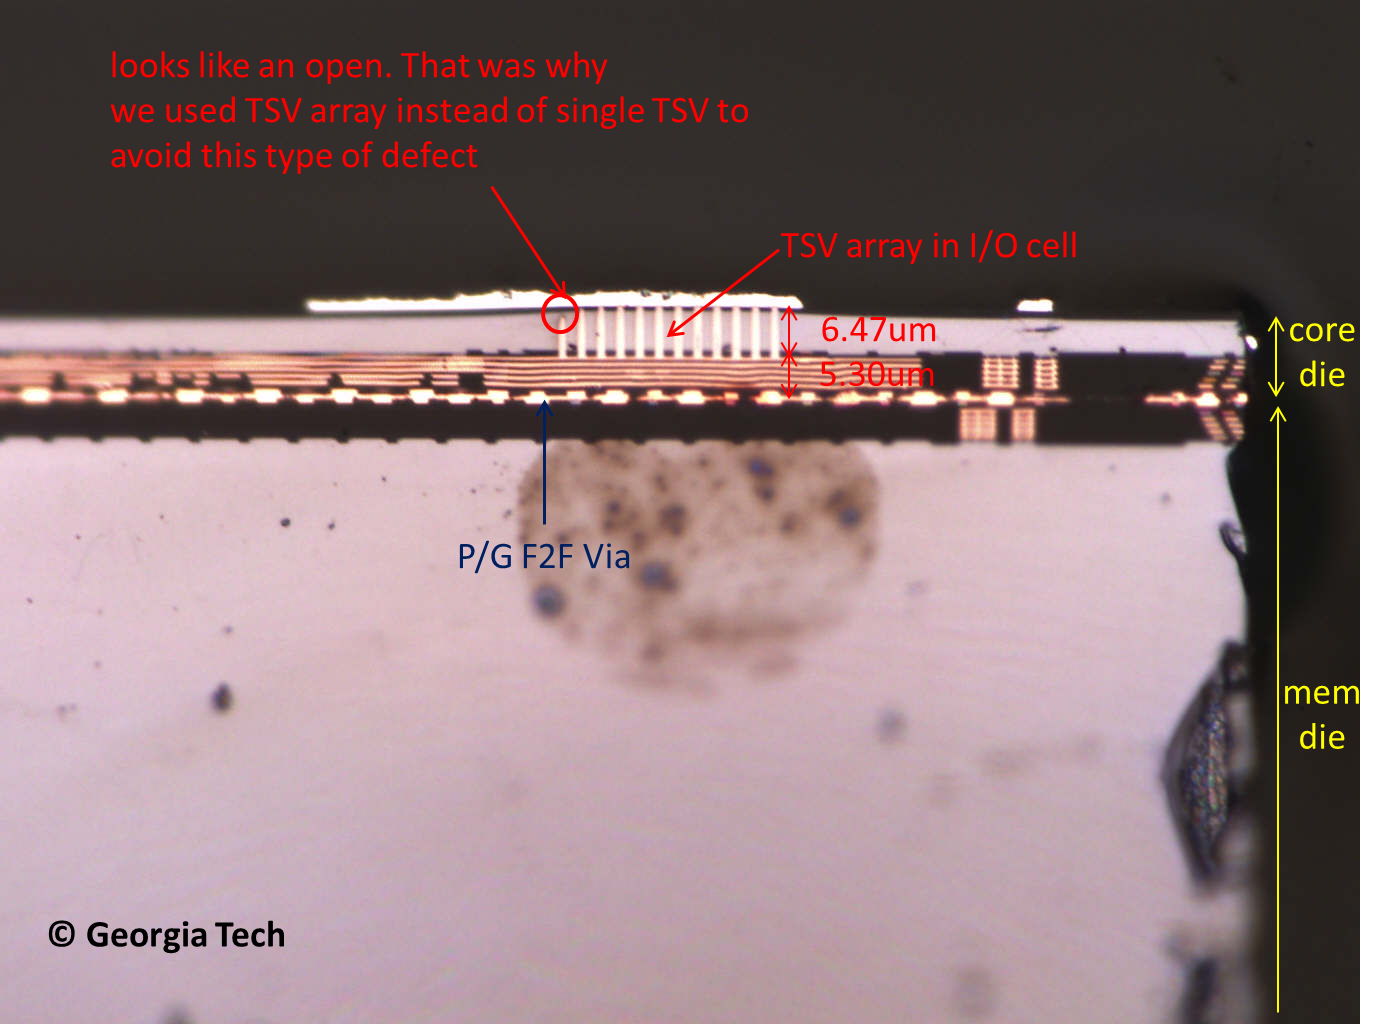 looks like an open. That was why
we used TSV array instead of single TSV to
avoid this type of defect
TSV array in I/O cell
6.47um
5.30um
core
die
P/G F2F Via
mem
die
© Georgia Tech